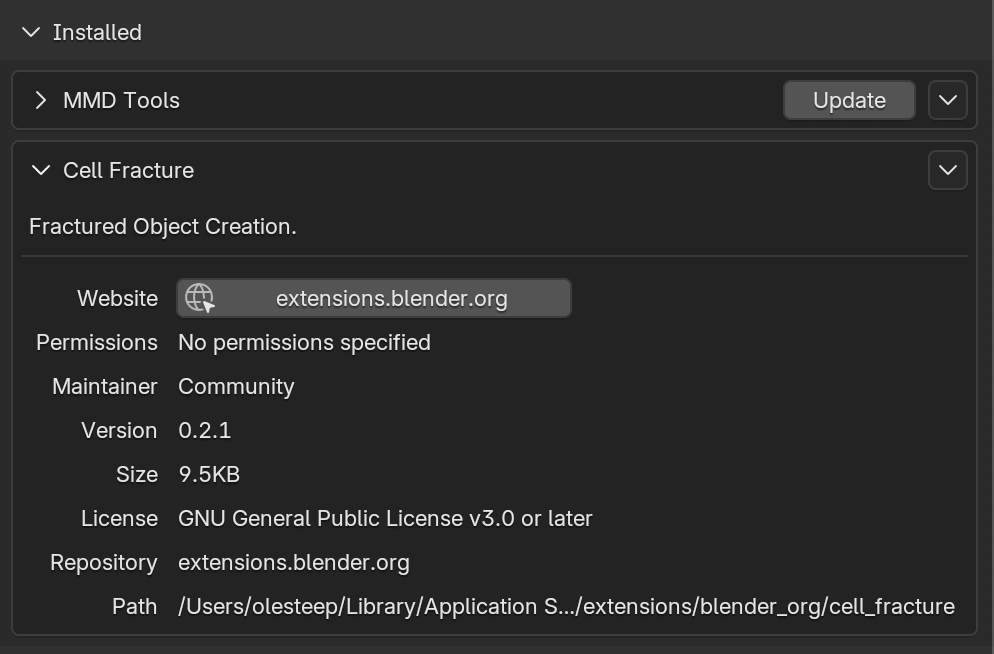 Installed
MMD Tools Update
Cell Fracture
Fractured Object Creation.
Website extensions.blender.org
Permissions No permissions specified
Maintainer Community
Version 0.2.1
Size 9.5KB
License GNU General Public License v3.0 or later
Repository extensions.blender.org
Path /Users/olesteep/Library/Application S.../extensions/blender_org/cell_fracture